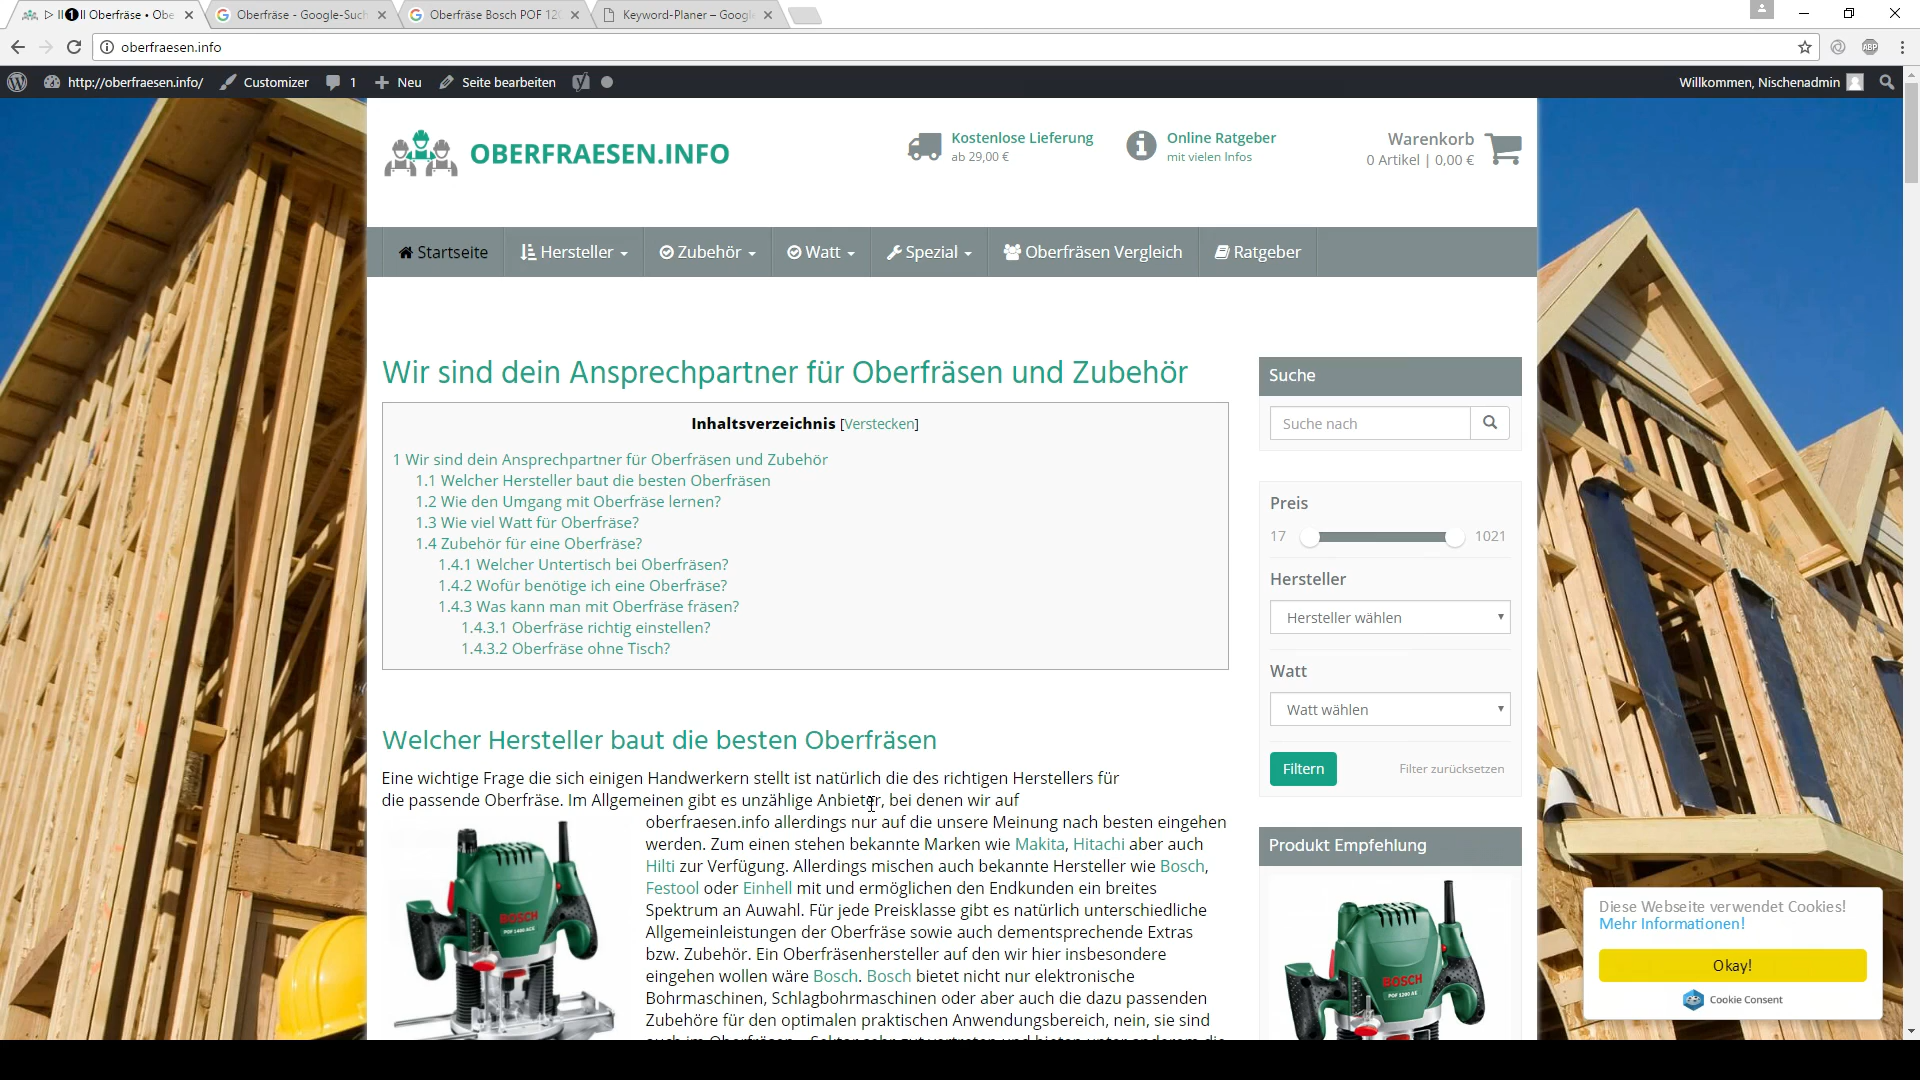 Oberfräse • Obe
Oberfräse - Google-Such
Oberfräse Bosch POF 120
Keyword-Planer – Google
oberfraesen.info
http://oberfraesen.info/
Customizer
1
Neu
Seite bearbeiten
Willkommen, Nischenadmin
OBERFRAESEN.INFO
Kostenlose Lieferung
ab 29,00 €
Online Ratgeber
mit vielen Infos
Warenkorb
0 Artikel | 0,00 €
Startseite
Hersteller
Zubehör
Watt
Spezial
Oberfräsen Vergleich
Ratgeber
Wir sind dein Ansprechpartner für Oberfräsen und Zubehör
Inhaltsverzeichnis [Verstecken]
1 Wir sind dein Ansprechpartner für Oberfräsen und Zubehör
1.1 Welcher Hersteller baut die besten Oberfräsen
1.2 Wie den Umgang mit Oberfräse lernen?
1.3 Wie viel Watt für Oberfräse?
1.4 Zubehör für eine Oberfräse?
1.4.1 Welcher Untertisch bei Oberfräsen?
1.4.2 Wofür benötige ich eine Oberfräse?
1.4.3 Was kann man mit Oberfräse fräsen?
1.4.3.1 Oberfräse richtig einstellen?
1.4.3.2 Oberfräse ohne Tisch?
Welcher Hersteller baut die besten Oberfräsen
Eine wichtige Frage die sich einigen Handwerkern stellt ist natürlich die des richtigen Herstellers für
die passende Oberfräse. Im Allgemeinen gibt es unzählige Anbieter, bei denen wir auf
oberfraesen.info allerdings nur auf die unsere Meinung nach besten eingehen
werden. Zum einen stehen bekannte Marken wie Makita, Hitachi aber auch
Hilti zur Verfügung. Allerdings mischen auch bekannte Hersteller wie Bosch,
Festool oder Einhell mit und ermöglichen den Endkunden ein breites
Spektrum an Auwahl. Für jede Preisklasse gibt es natürlich unterschiedliche
Allgemeinleistungen der Oberfräse sowie auch dementsprechende Extras
bzw. Zubehör. Ein Oberfräsenhersteller auf den wir hier insbesondere
eingehen wollen wäre Bosch. Bosch bietet nicht nur elektronische
Bohrmaschinen, Schlagbohrmaschinen oder aber auch die dazu passenden
Zubehöre für den optimalen praktischen Anwendungsbereich, nein, sie sind
BOSCH
POF 1400 ACE
Suche
Suche nach
Preis
17
1021
Hersteller
Hersteller wählen
Watt
Watt wählen
Filtern
Filter zurücksetzen
Produkt Empfehlung
BOSCH
POF 1200 AE
Diese Webseite verwendet Cookies!
Mehr Informationen!
Okay!
Cookie Consent